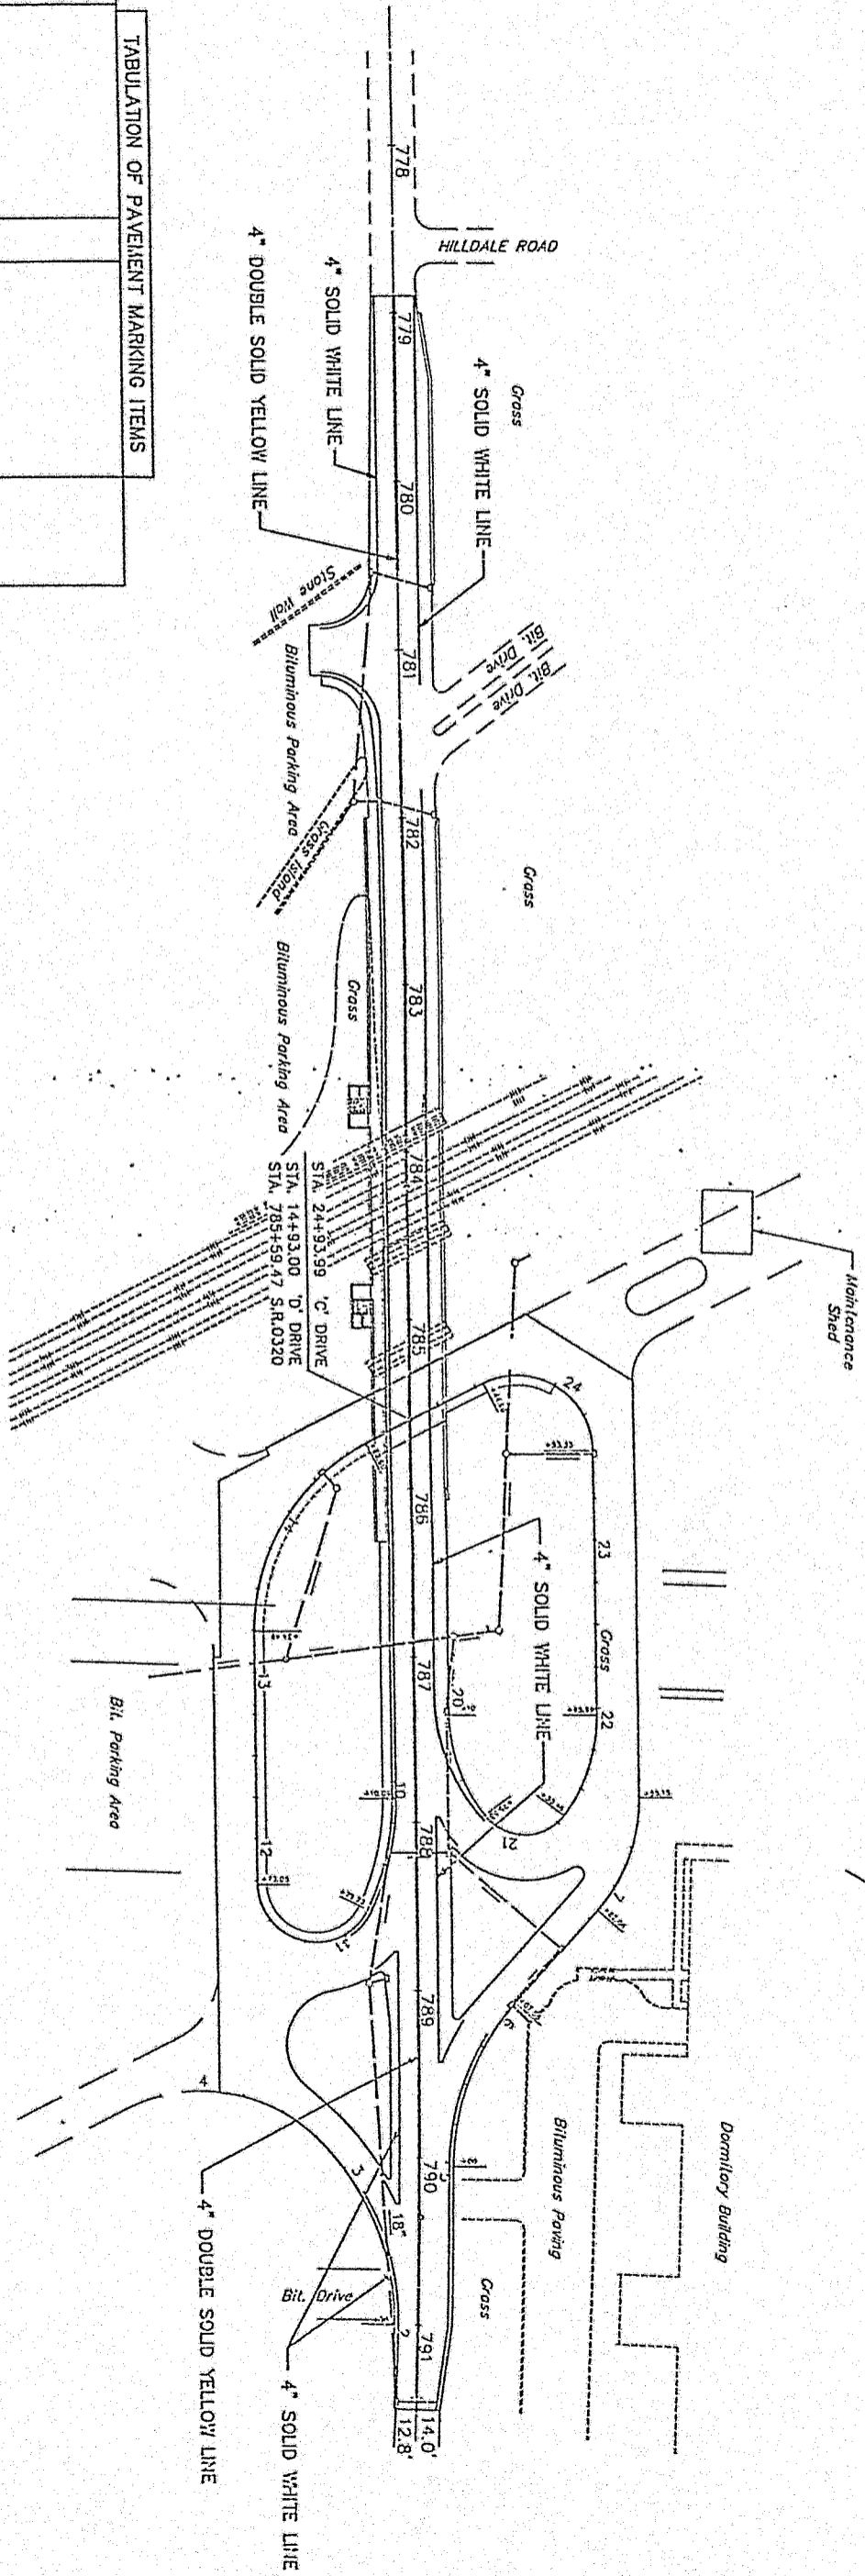 TABULATION OF PAVEMENT MARKING ITEMS
778
HILLDALE ROAD
4" DOUBLE SOLID YELLOW LINE
4" SOLID WHITE LINE
779
Grass
4" SOLID WHITE LINE
780
Stone Wall
Bituminous Parking Area
781
Bit. Drive
Bit. Drive
Grass Island
782
Grass
Bituminous Parking Area
Grass
783
784
STA. 24+93.99 'C' DRIVE
STA. 14+93.00 'D' DRIVE
STA. 785+59.47 S.R.0320
Maintenance
Shed
785
24
786
23
4" SOLID WHITE LINE
Grass
13
787
20
22
Bit. Parking Area
10
12
788
21
11
7
789
6
4
Dormitory Building
Bituminous Paving
3
790
5
18"
4" DOUBLE SOLID YELLOW LINE
Bit. Drive
Grass
2
791
4" SOLID WHITE LINE
12.8'
14.0'